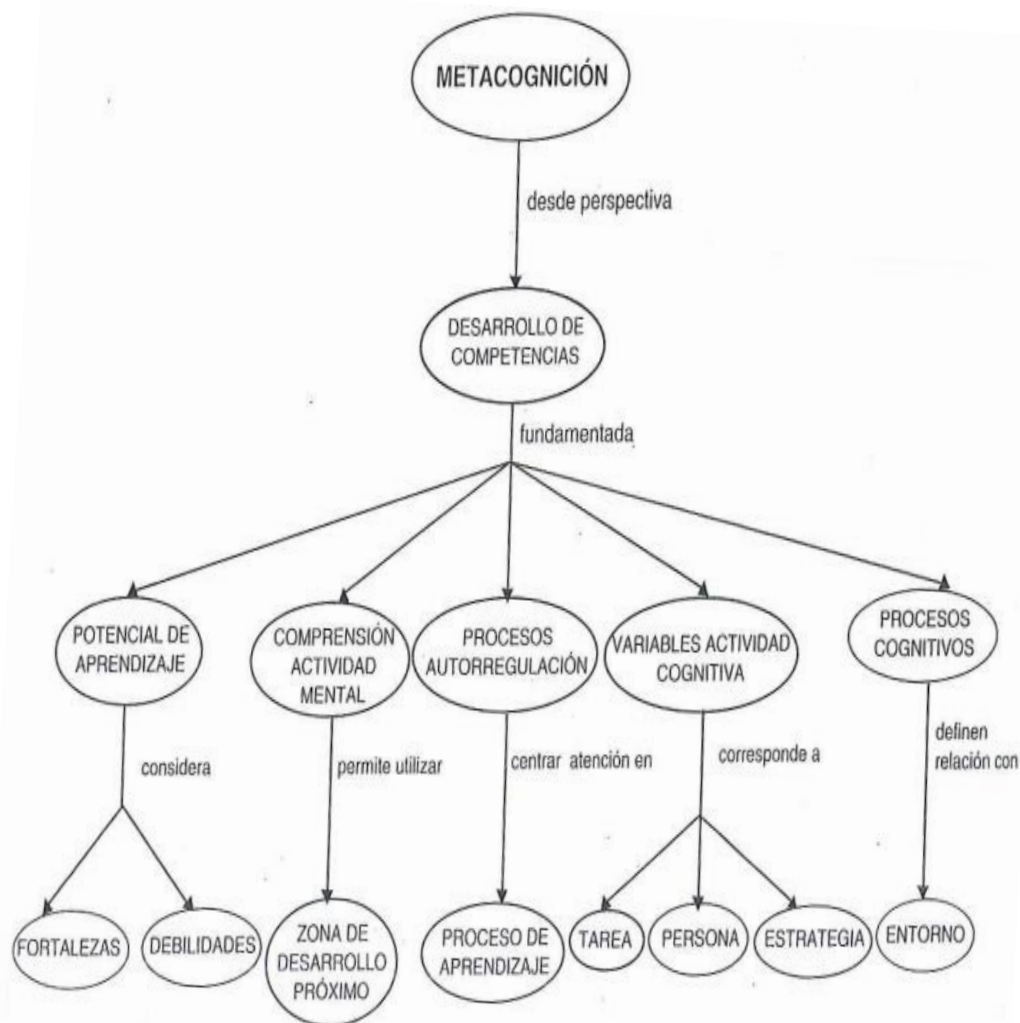 METACOGNICIÓN
desde perspectiva
DESARROLLO DE
COMPETENCIAS
fundamentada
POTENCIAL DE
APRENDIZAJE
COMPRENSIÓN
ACTIVIDAD
MENTAL
PROCESOS
AUTORREGULACIÓN
VARIABLES ACTIVIDAD
COGNITIVA
PROCESOS
COGNITIVOS
considera
permite utilizar
centrar atención en
corresponde a
definen
relación con
FORTALEZAS
DEBILIDADES
ZONA DE
DESARROLLO
PRÓXIMO
PROCESO DE
APRENDIZAJE
TAREA
PERSONA
ESTRATEGIA
ENTORNO